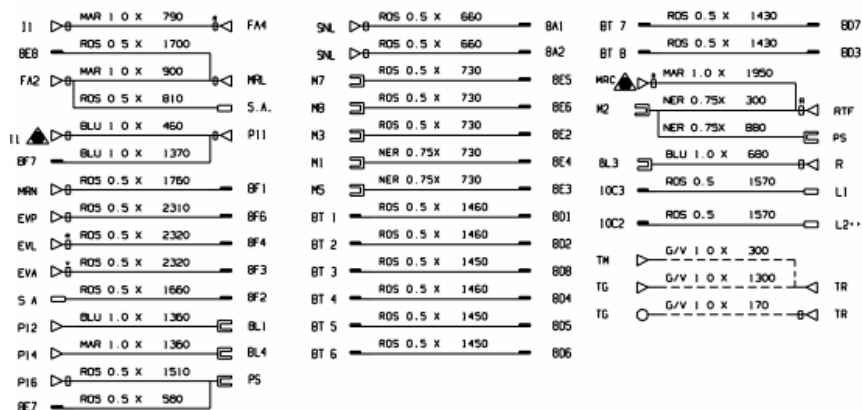 I1 MAR 1.0 X 790 FA4
BE8 ROS 0 5 X 1700
FA2 MAR 1 0 X 900 MRL
ROS 0 5 X 810 S.A.
I1 BLU 1.0 X 460 P11
BF7 BLU 1 0 X 1370
MRN ROS 0.5 X 1760 BF1
EVP ROS 0.5 X 2310 BF6
EVL ROS 0.5 X 2320 BF4
EVA ROS 0.5 X 2320 BF3
S A ROS 0.5 X 1660 BF2
P12 BLU 1.0 X 1360 BL1
P14 MAR 1.0 X 1360 BL4
P16 ROS 0.5 X 1510 PS
BE7 ROS 0.5 X 580
SNL ROS 0.5 X 660 BA1
SNL ROS 0.5 X 660 BA2
M7 ROS 0.5 X 730 BE5
M8 ROS 0.5 X 730 BE6
M3 ROS 0.5 X 730 BE2
M1 NER 0.75X 730 BE4
M5 NER 0.75X 730 BE3
BT 1 ROS 0.5 X 1460 BD1
BT 2 ROS 0.5 X 1460 BD2
BT 3 ROS 0.5 X 1450 BD8
BT 4 ROS 0.5 X 1460 BD4
BT 5 ROS 0.5 X 1450 BD5
BT 6 ROS 0.5 X 1450 BD6
BT 7 ROS 0.5 X 1430 BD7
BT 8 ROS 0.5 X 1430 BD3
MRC R MAR 1.0 X 1950
M2 NER 0.75X 300 R RTF
NER 0.75X 880 PS
BL3 BLU 1.0 X 680 R
10C3 ROS 0.5 1570 L1
10C2 ROS 0.5 1570 L2
TM G/V 1 0 X 300
TG G/V 1 0 X 1300 TR
TG G/V 1 0 X 170 TR